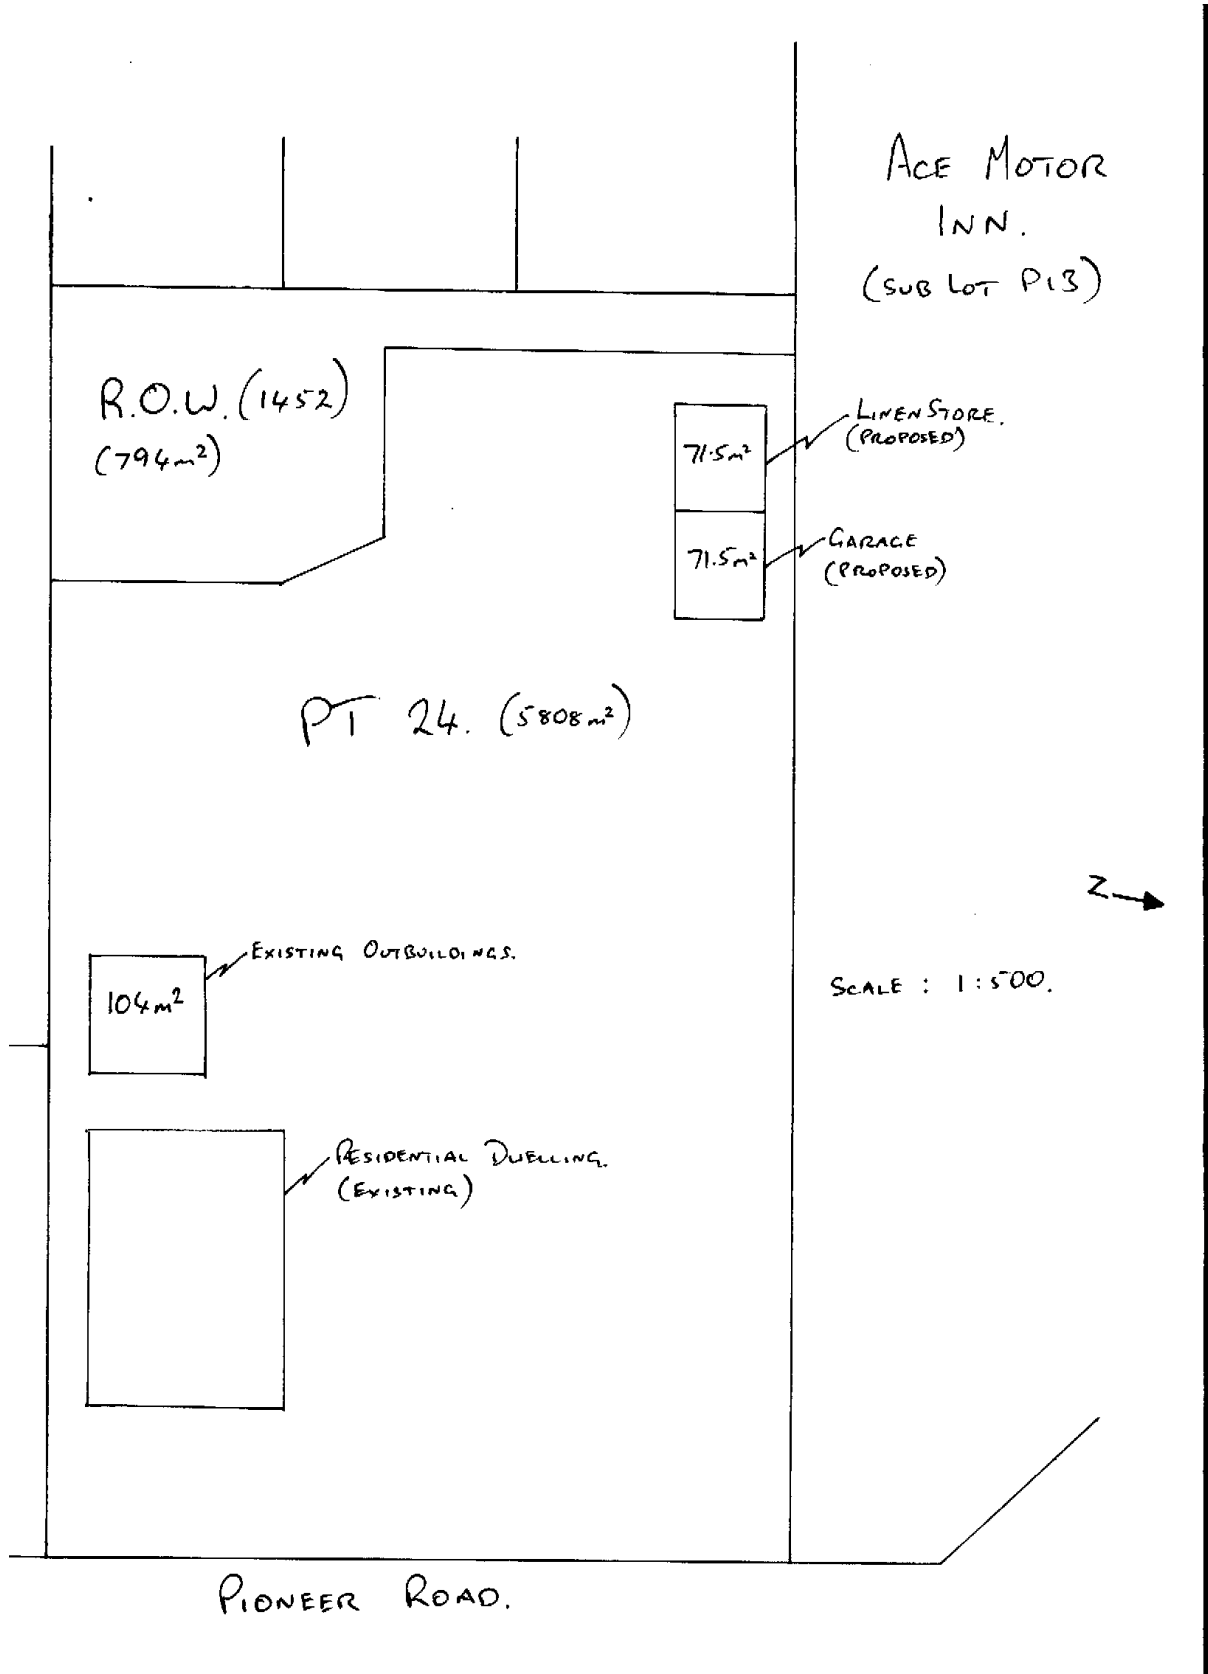 ACE MOTOR
INN.
(SUB LOT P13)
R.O.W. (1452)
(794m²)
LINEN STORE.
(PROPOSED)
71.5m²
GARAGE
(PROPOSED)
71.5m²
PT 24. (5808m²)
Z
EXISTING OUTBUILDINGS.
104m²
SCALE : 1:500.
RESIDENTIAL DWELLING.
(EXISTING)
PIONEER ROAD.